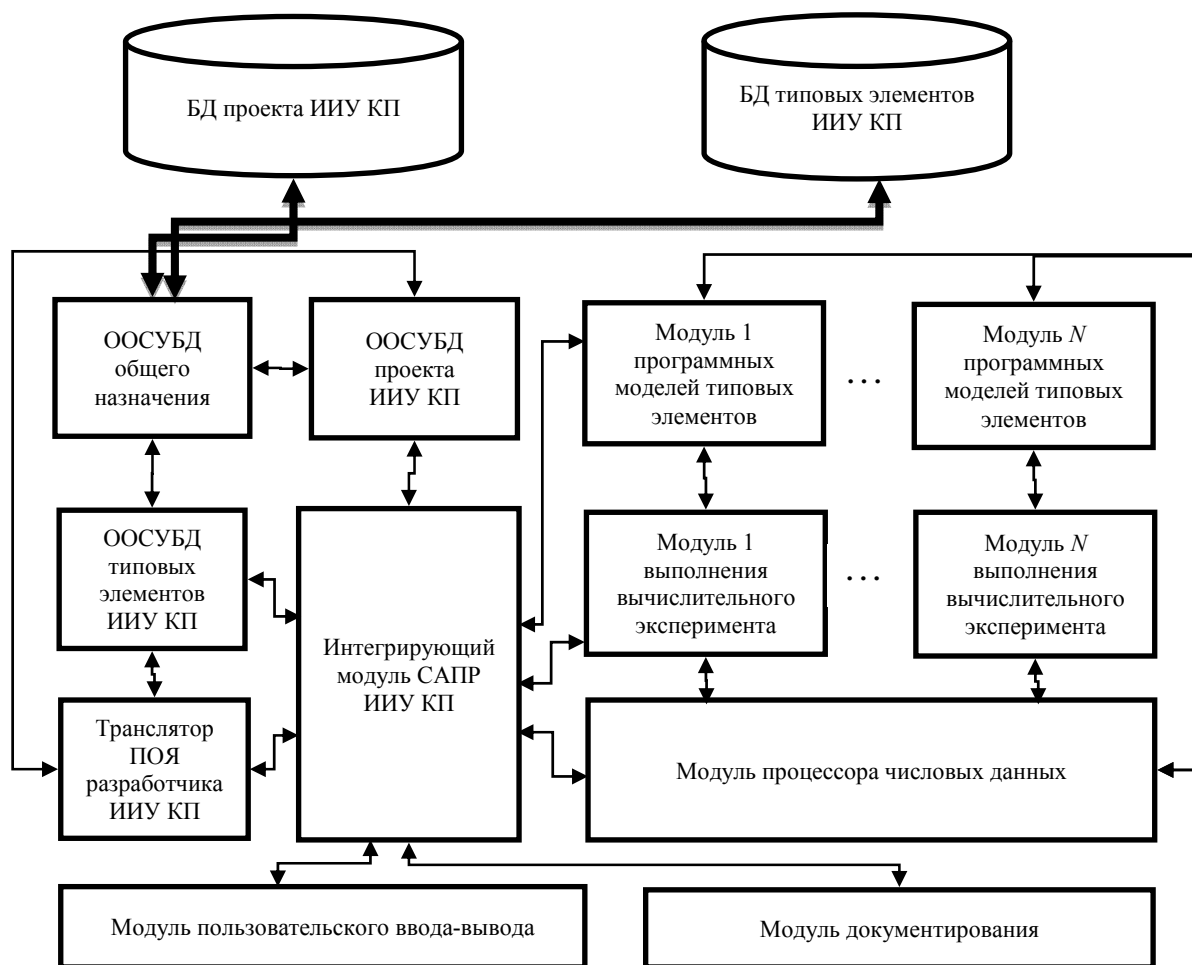 БД проекта ИИУ КП
БД типовых элементов
ИИУ КП
ООСУБД
общего
назначения
ООСУБД
проекта
ИИУ КП
Модуль 1
программных
моделей типовых
элементов
...
Модуль N
программных
моделей типовых
элементов
ООСУБД
типовых
элементов
ИИУ КП
Интегрирующий
модуль САПР
ИИУ КП
Модуль 1
выполнения
вычислительного
эксперимента
...
Модуль N
выполнения
вычислительного
эксперимента
Транслятор
ПОЯ
разработчика
ИИУ КП
Модуль процессора числовых данных
Модуль пользовательского ввода-вывода
Модуль документирования